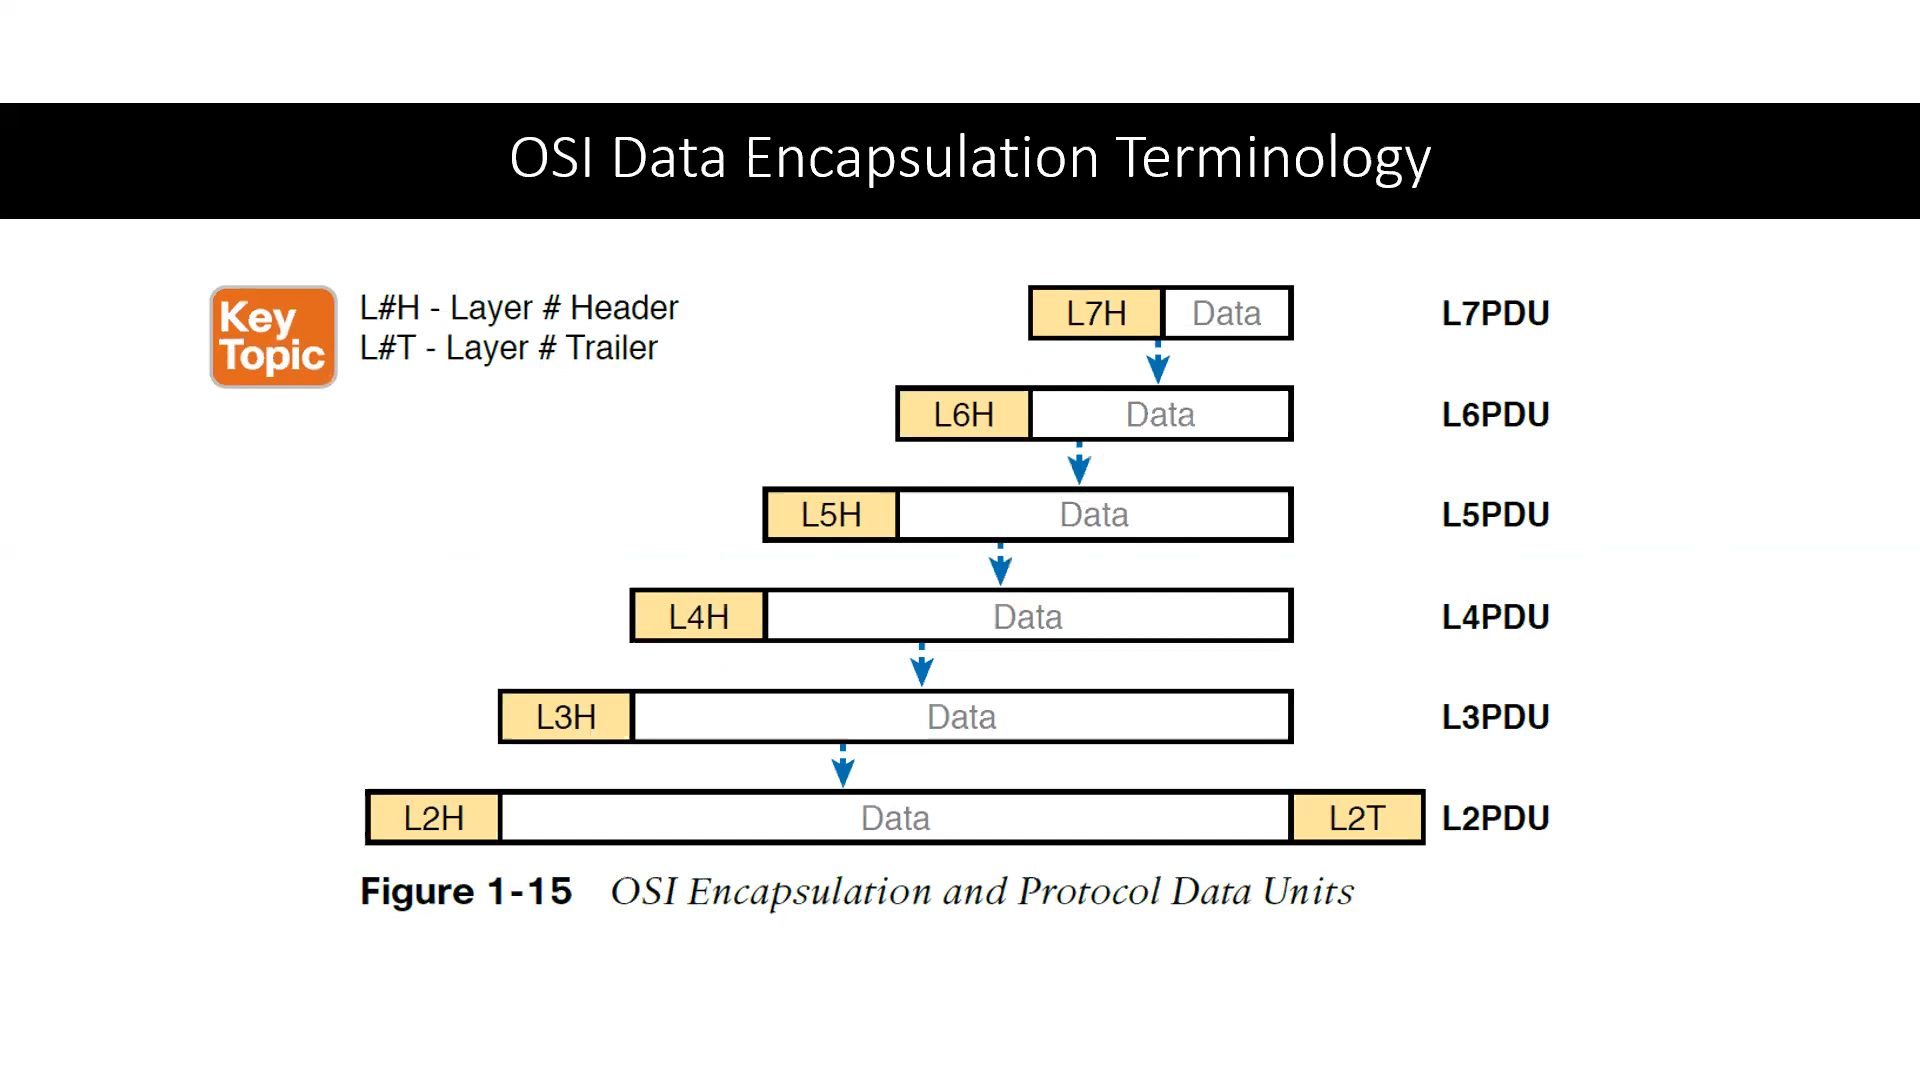 OSI Data Encapsulation Terminology
Key
Topic
L#H - Layer # Header
L#T - Layer # Trailer
L7H Data L7PDU
L6H Data L6PDU
L5H Data L5PDU
L4H Data L4PDU
L3H Data L3PDU
L2H Data L2T L2PDU
Figure 1-15 OSI Encapsulation and Protocol Data Units